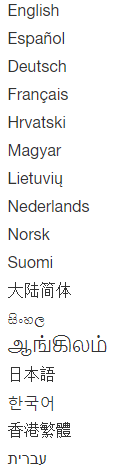 English
Español
Deutsch
Français
Hrvatski
Magyar
Lietuvių
Nederlands
Norsk
Suomi
大陆简体
සිංහල
ஆங்கிலம்
日本語
한국어
香港繁體
עברית